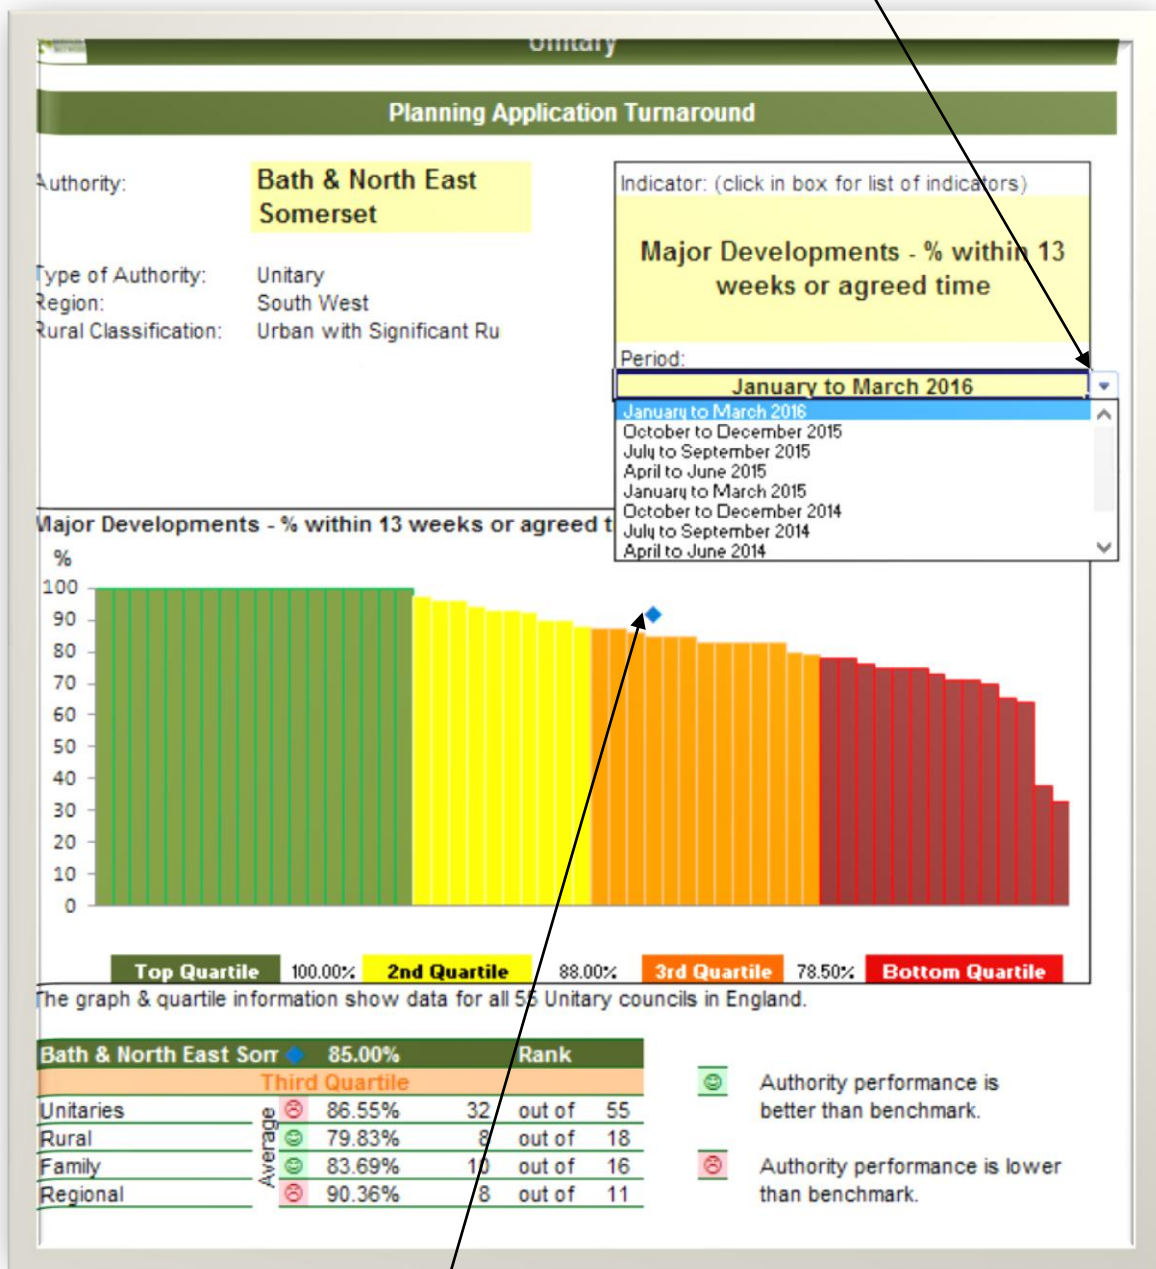 Unitary
Planning Application Turnaround
Authority:
Bath & North East
Somerset
Type of Authority: Unitary
Region: South West
Rural Classification: Urban with Significant Ru
Indicator: (click in box for list of indicators)
Major Developments - % within 13
weeks or agreed time
Period:
January to March 2016
January to March 2016
October to December 2015
July to September 2015
April to June 2015
January to March 2015
October to December 2014
July to September 2014
April to June 2014
Major Developments - % within 13 weeks or agreed t
%
100
90
80
70
60
50
40
30
20
10
0
Top Quartile 100.00% 2nd Quartile 88.00% 3rd Quartile 78.50% Bottom Quartile
The graph & quartile information show data for all 55 Unitary councils in England.
Bath & North East Som 85.00% Rank
Third Quartile
Average
Unitaries 86.55% 32 out of 55
Rural 79.83% 8 out of 18
Family 83.69% 10 out of 16
Regional 90.36% 8 out of 11
Authority performance is
better than benchmark.
Authority performance is lower
than benchmark.